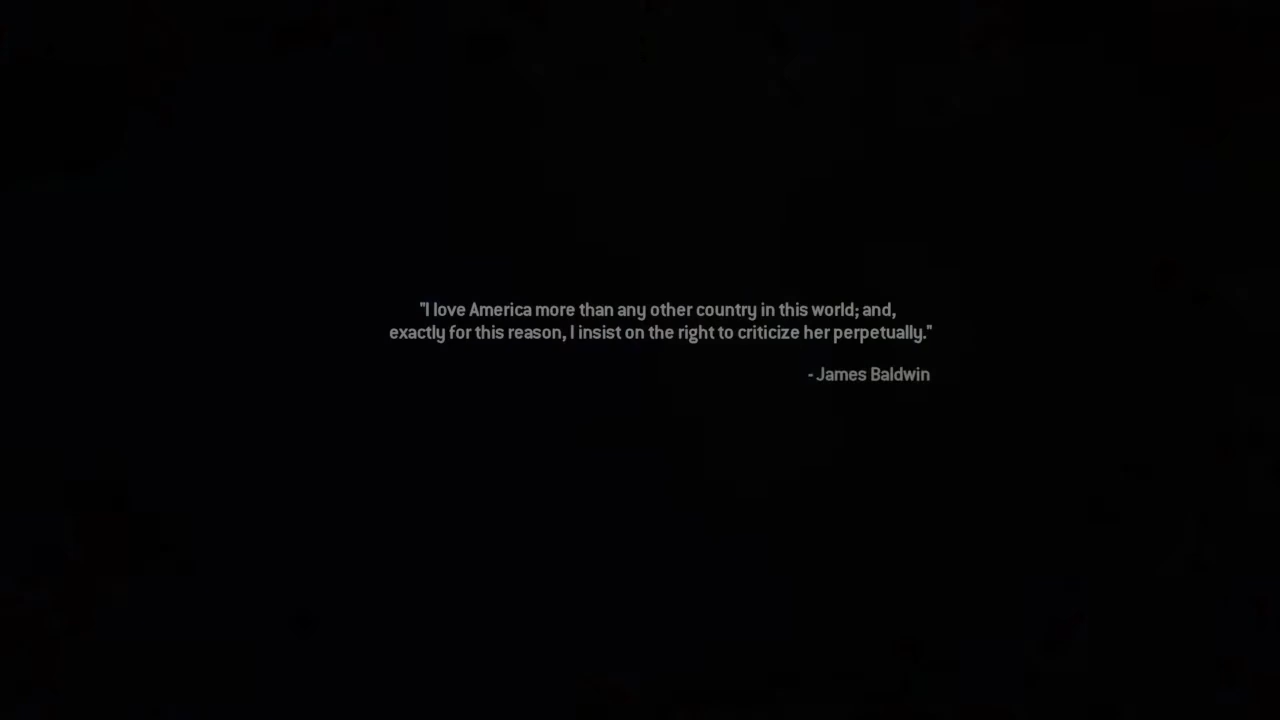 "I love America more than any other country in this world; and,
exactly for this reason, I insist on the right to criticize her perpetually."
- James Baldwin